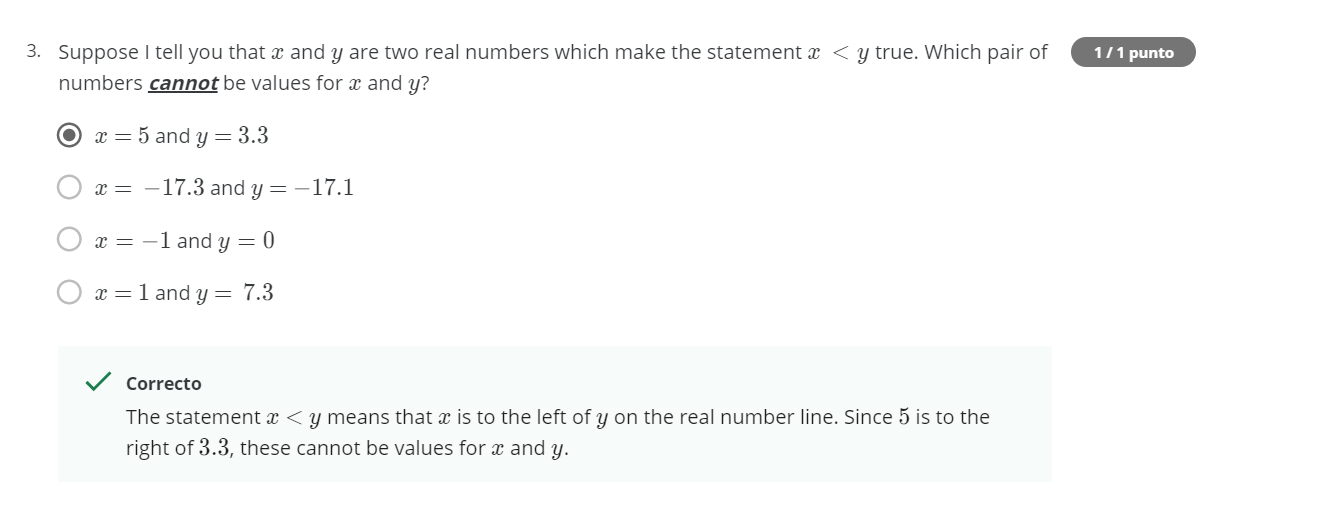 3. Suppose I tell you that x and y are two real numbers which make the statement x < y true. Which pair of
1 / 1 punto
numbers cannot be values for x and y?
x = 5 and y = 3.3
x = −17.3 and y = −17.1
x = −1 and y = 0
x = 1 and y = 7.3
Correcto
The statement x < y means that x is to the left of y on the real number line. Since 5 is to the
right of 3.3, these cannot be values for x and y.